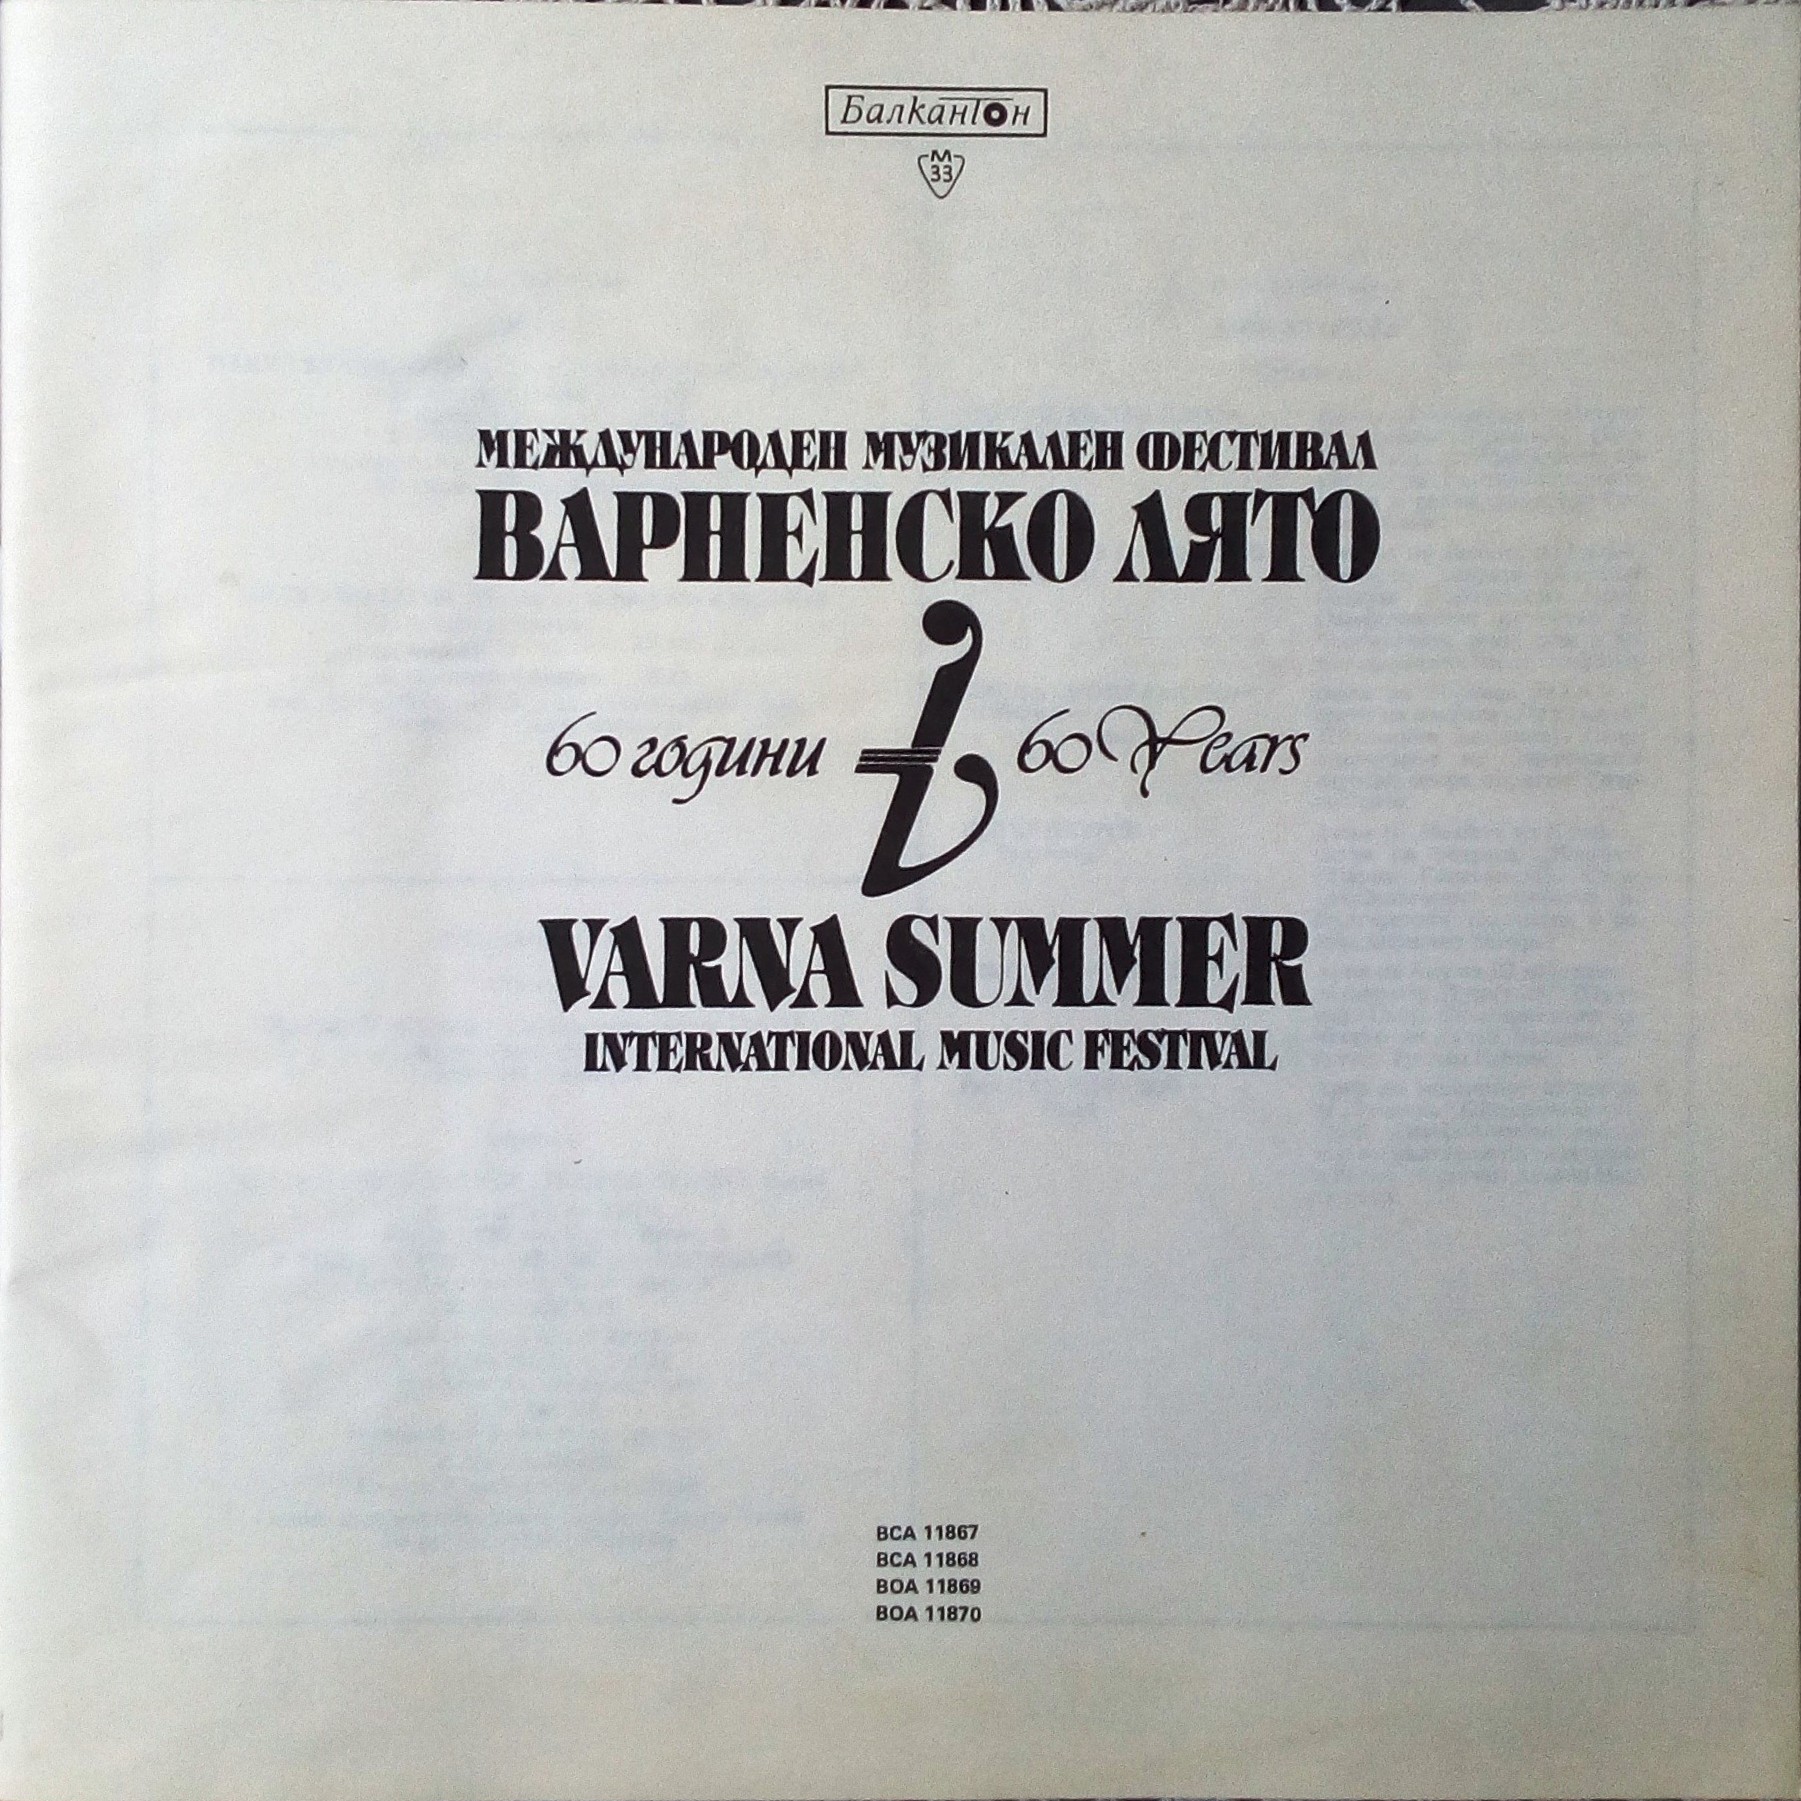 Балкантон
М
33
МЕЖДУНАРОДЕН МУЗИКАЛЕН ФЕСТИВАЛ
ВАРНЕНСКО ЛЯТО
60 години 60 Years
VARNA SUMMER
INTERNATIONAL MUSIC FESTIVAL
ВСА 11867
ВСА 11868
ВОА 11869
ВОА 11870